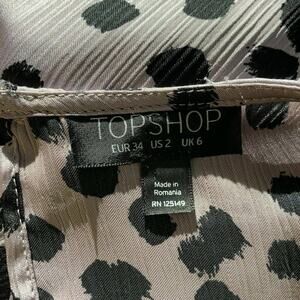 TOPSHOP
EUR 34 US 2 UK 6
Made in
Romania
RN 125149